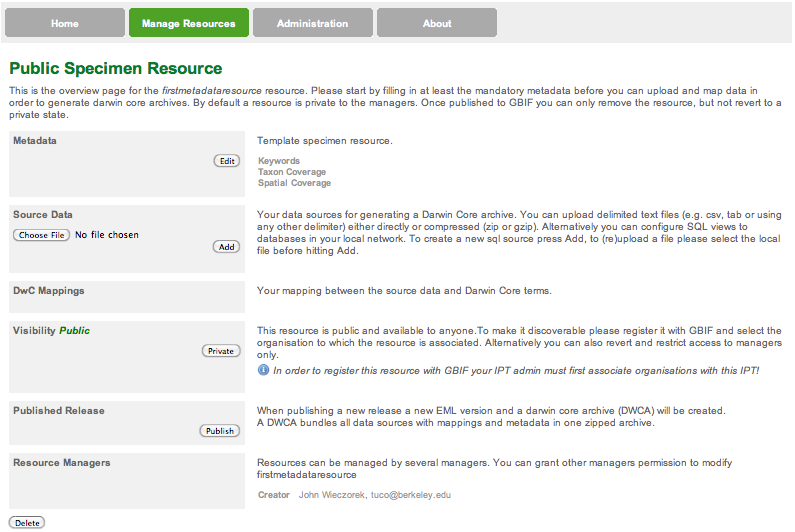 Home Manage Resources Administration About
Public Specimen Resource
This is the overview page for the firstmetadataresource resource. Please start by filling in at least the mandatory metadata before you can upload and map data in
order to generate darwin core archives. By default a resource is private to the managers. Once published to GBIF you can only remove the resource, but not revert to a
private state.
Metadata
Edit
Template specimen resource.
Keywords
Taxon Coverage
Spatial Coverage
Source Data
Choose File No file chosen
Add
Your data sources for generating a Darwin Core archive. You can upload delimited text files (e.g. csv, tab or using
any other delimiter) either directly or compressed (zip or gzip). Alternatively you can configure SQL views to
databases in your local network. To create a new sql source press Add, to (re)upload a file please select the local
file before hitting Add.
DwC Mappings
Your mapping between the source data and Darwin Core terms.
Visibility Public
Private
This resource is public and available to anyone.To make it discoverable please register it with GBIF and select the
organisation to which the resource is associated. Alternatively you can also revert and restrict access to managers
only.
In order to register this resource with GBIF your IPT admin must first associate organisations with this IPT!
Published Release
Publish
When publishing a new release a new EML version and a darwin core archive (DWCA) will be created.
A DWCA bundles all data sources with mappings and metadata in one zipped archive.
Resource Managers
Resources can be managed by several managers. You can grant other managers permission to modify
firstmetadataresource
Creator John Wieczorek, tuco@berkeley.edu
Delete